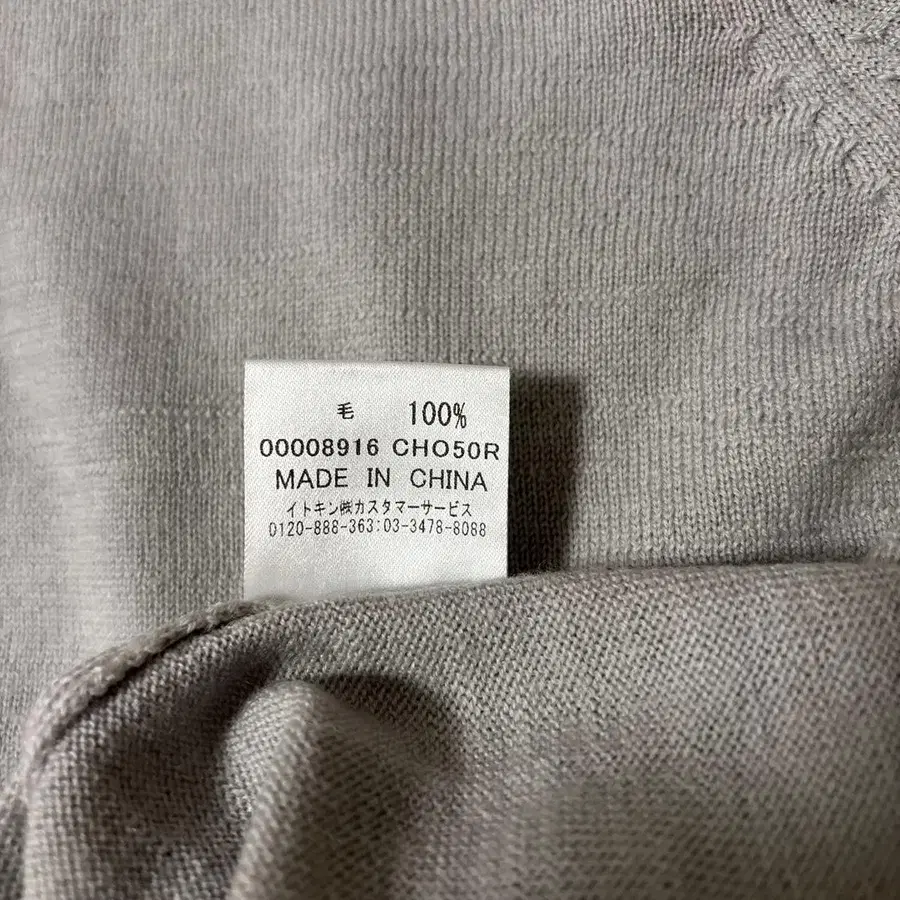 毛 100%
00008916 CHO50R
MADE IN CHINA
イトキン㈱カスタマーサービス
0120-888-363:03-3478-8088